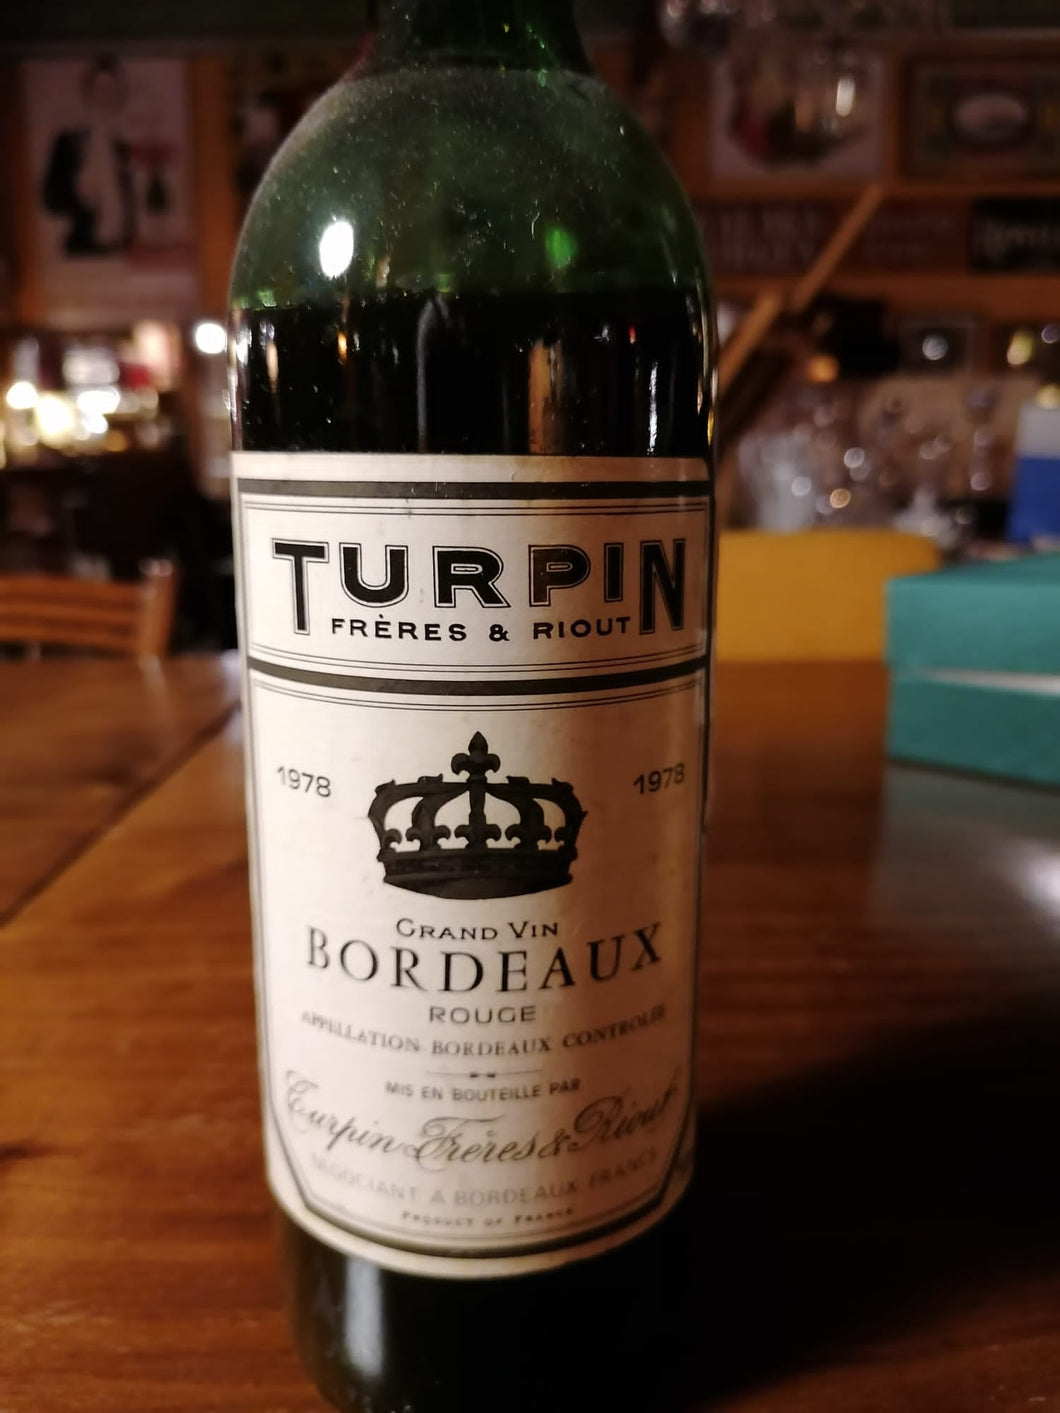 TURPIN
FRÈRES & RIOUT
1978 1978
GRAND VIN
BORDEAUX
ROUGE
APPELLATION BORDEAUX CONTROLÉE
MIS EN BOUTEILLE PAR
Turpin Frères & Riout
NÉGOCIANT A BORDEAUX FRANCE
PRODUCT OF FRANCE